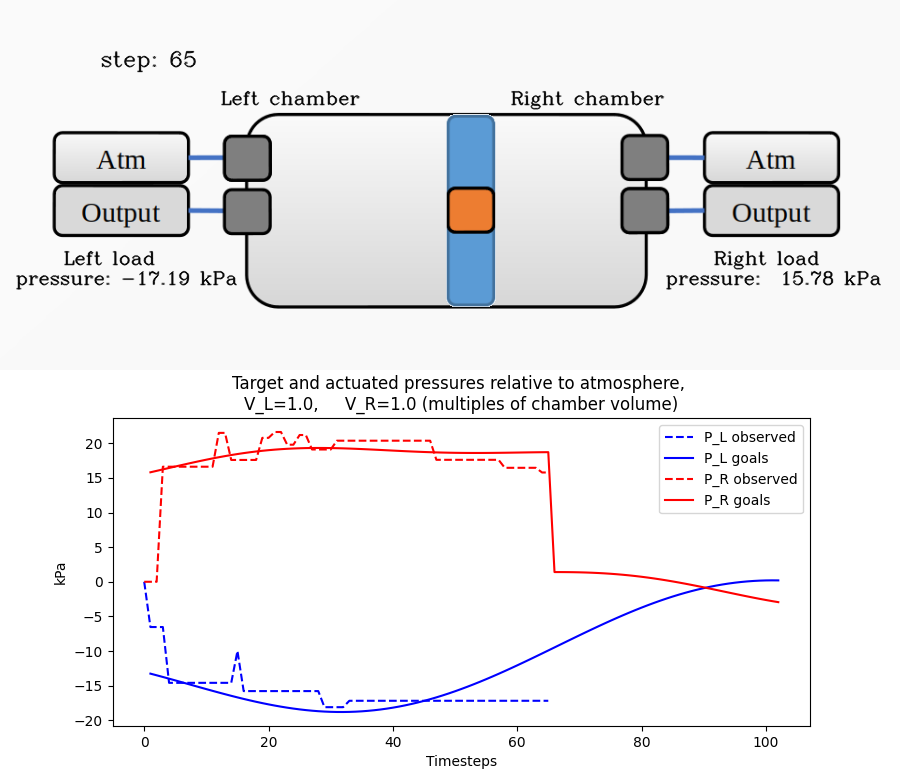 step: 65
Left chamber
Right chamber
Atm
Atm
Output
Output
Left load
pressure: −17.19 kPa
Right load
pressure: 15.78 kPa
Target and actuated pressures relative to atmosphere,
V_L=1.0, V_R=1.0 (multiples of chamber volume)
P_L observed
P_L goals
P_R observed
P_R goals
20
15
10
5
0
−5
−10
−15
−20
kPa
0 20 40 60 80 100
Timesteps